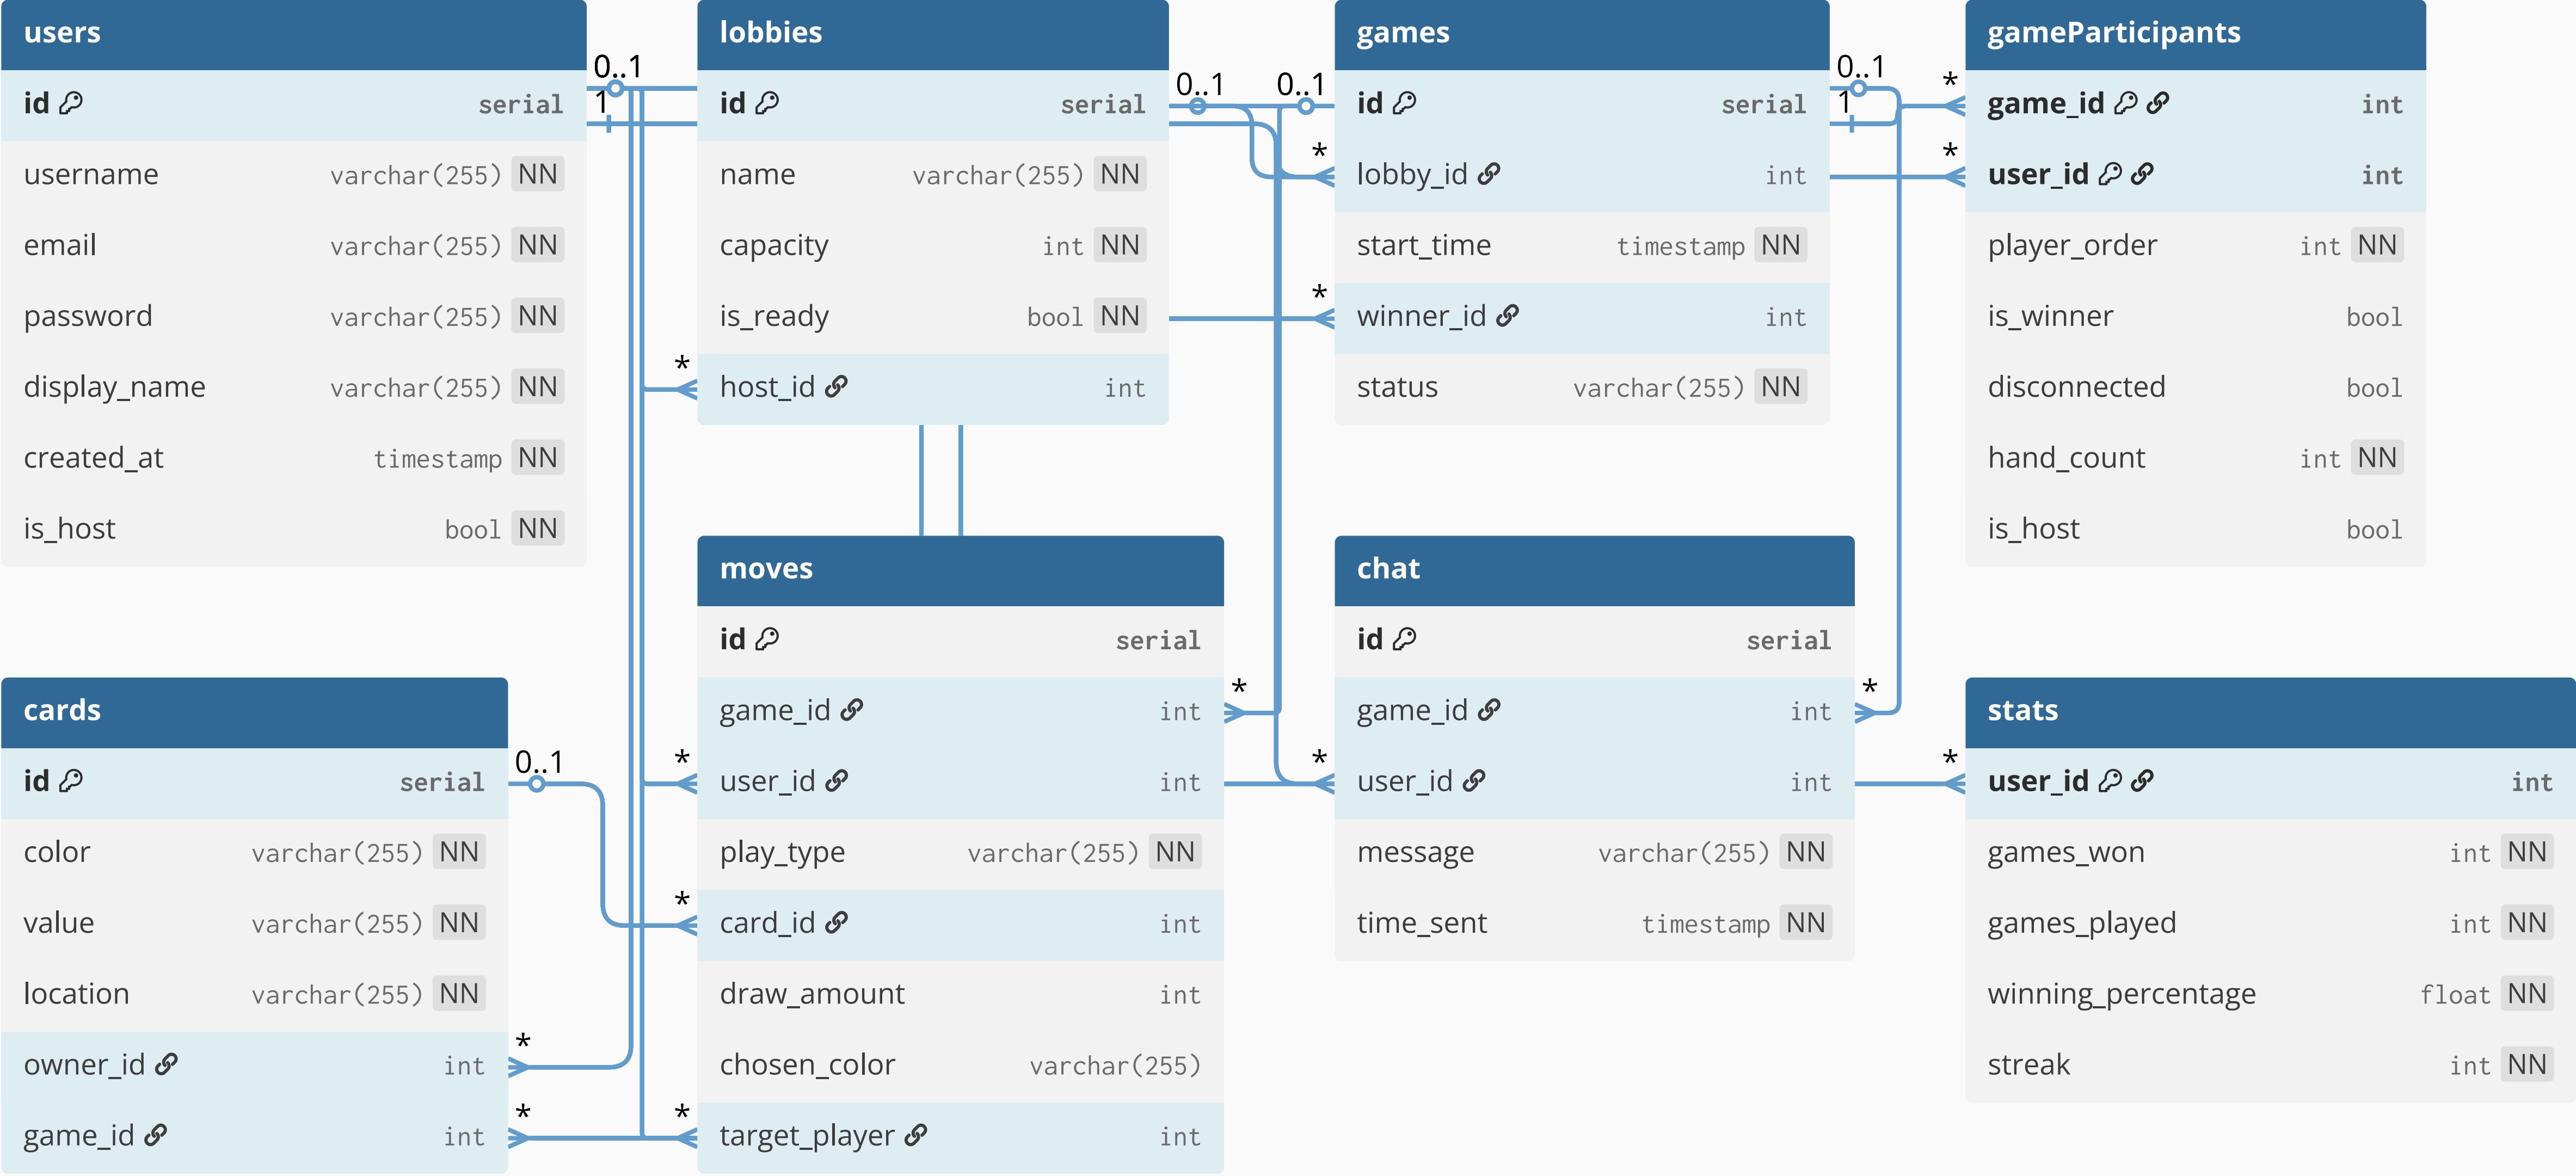 users
id serial
username varchar(255) NN
email varchar(255) NN
password varchar(255) NN
display_name varchar(255) NN
created_at timestamp NN
is_host bool NN
0..1
1
lobbies
id serial
name varchar(255) NN
capacity int NN
is_ready bool NN
* host_id int
0..1 0..1
games
id serial
* lobby_id int
start_time timestamp NN
* winner_id int
status varchar(255) NN
0..1
1
gameParticipants
* game_id int
* user_id int
player_order int NN
is_winner bool
disconnected bool
hand_count int NN
is_host bool
cards
id serial 0..1
color varchar(255) NN
value varchar(255) NN
location varchar(255) NN
owner_id int *
game_id int *
moves
id serial
game_id int *
* user_id int
play_type varchar(255) NN
* card_id int
draw_amount int
chosen_color varchar(255)
* target_player int
chat
id serial
game_id int *
* user_id int
message varchar(255) NN
time_sent timestamp NN
stats
* user_id int
games_won int NN
games_played int NN
winning_percentage float NN
streak int NN